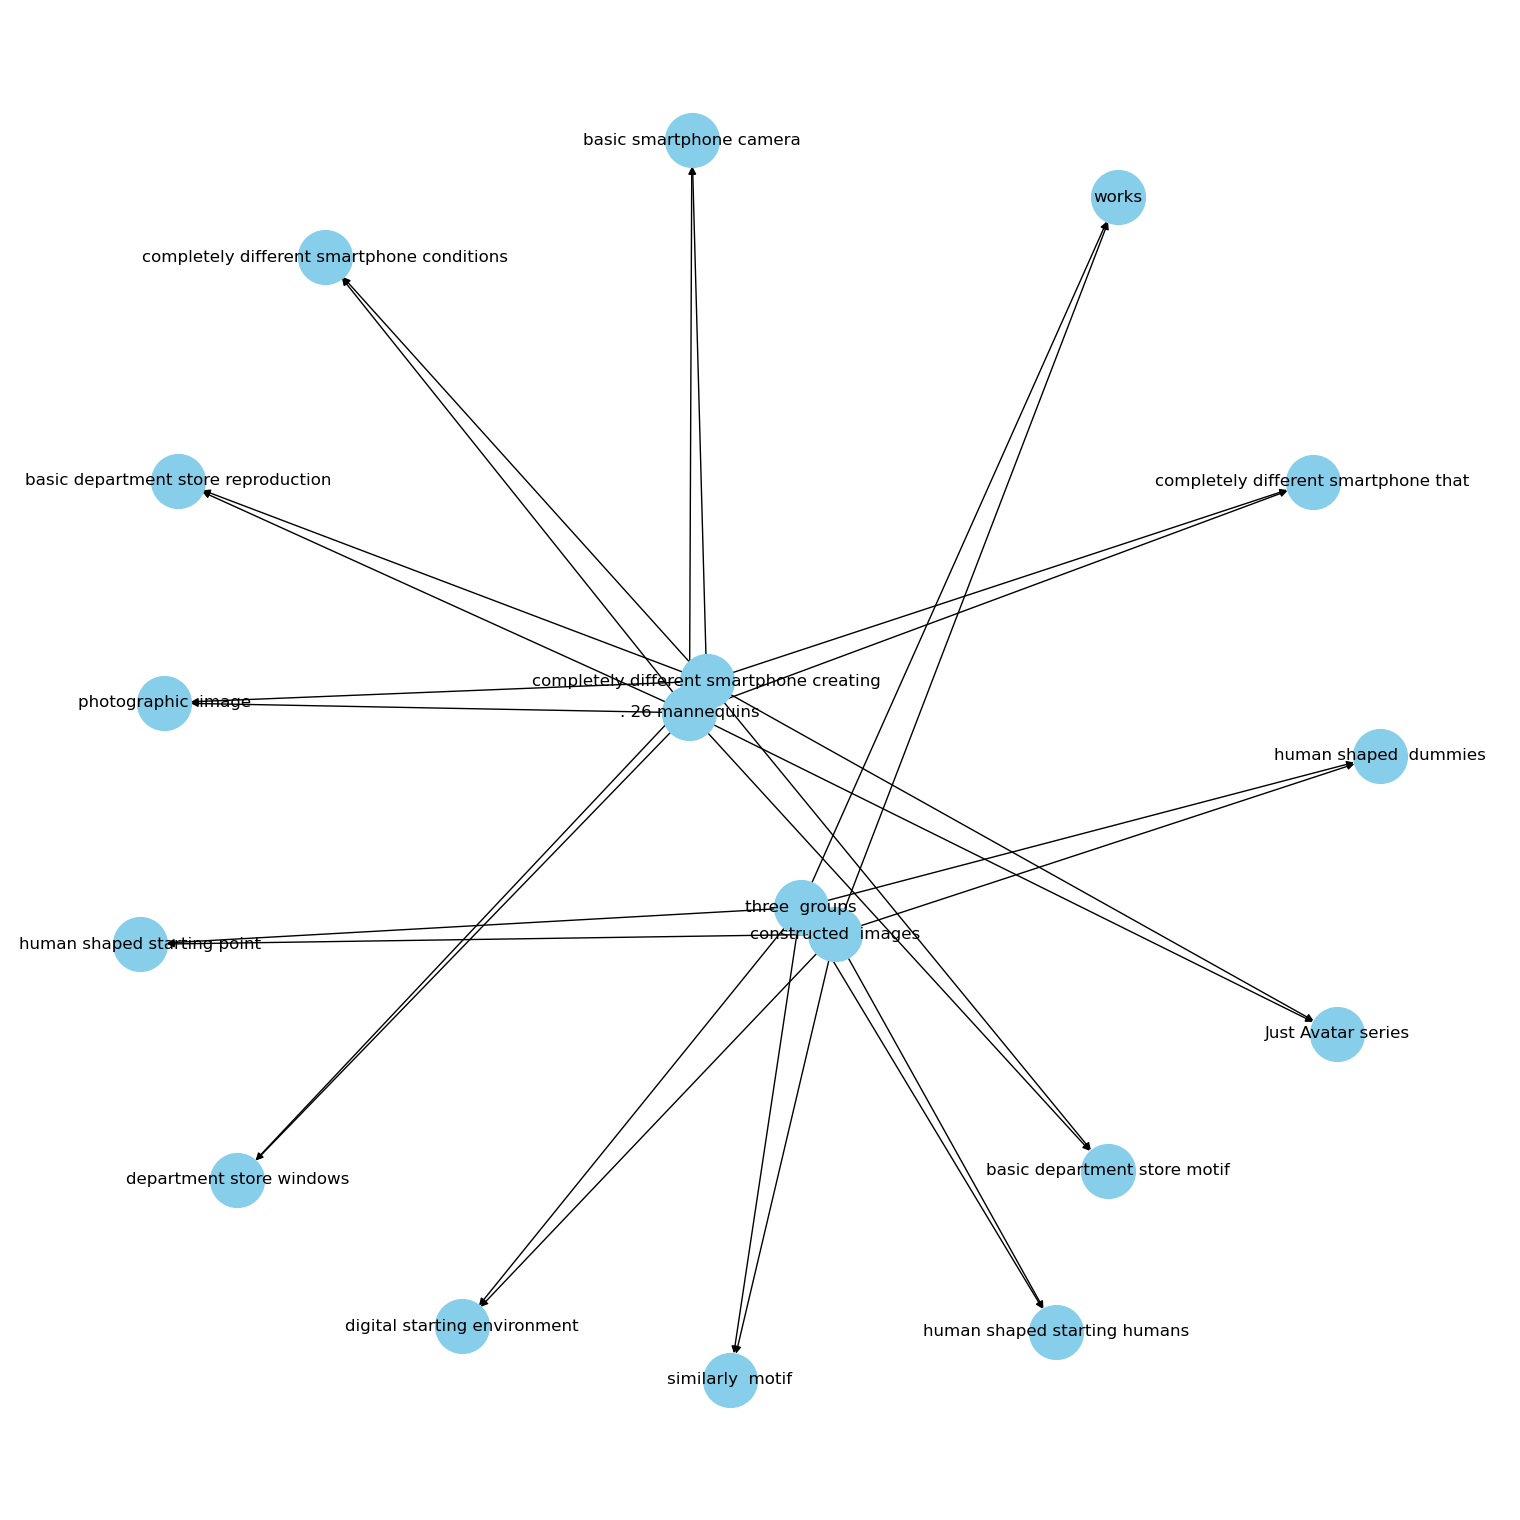 basic smartphone camera
works
completely different smartphone conditions
basic department store reproduction
completely different smartphone that
completely different smartphone creating
photographic  image
. 26 mannequins
human shaped  dummies
three  groups
constructed  images
human shaped starting point
Just Avatar series
basic department store motif
department store windows
digital starting environment
human shaped starting humans
similarly  motif